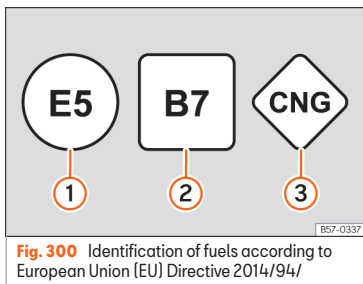 E5
B7
CNG
1
2
3
B57-0337
Fig. 300 Identification of fuels according to
European Union (EU) Directive 2014/94/